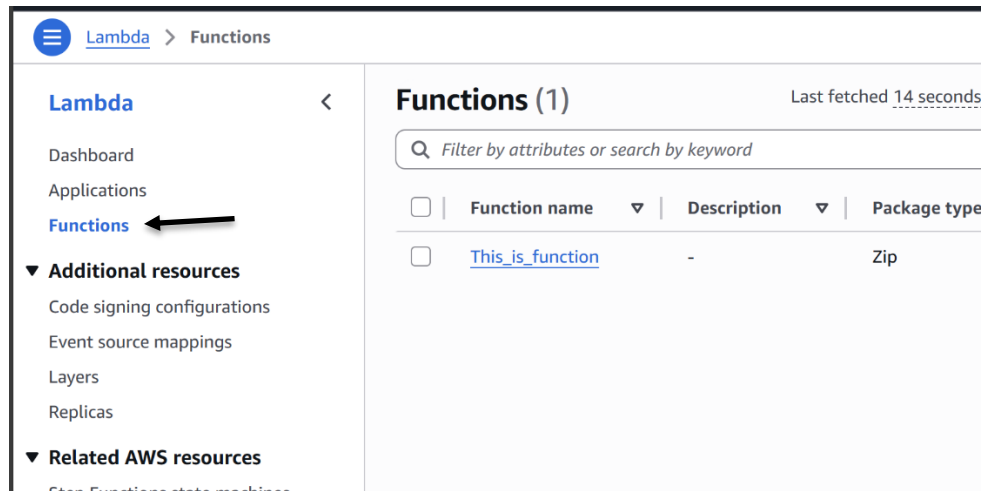 Lambda > Functions
Lambda
Dashboard
Applications
Functions
Additional resources
Code signing configurations
Event source mappings
Layers
Replicas
Related AWS resources
Functions (1)
Last fetched 14 seconds
Filter by attributes or search by keyword
Function name Description Package type
This_is_function - Zip